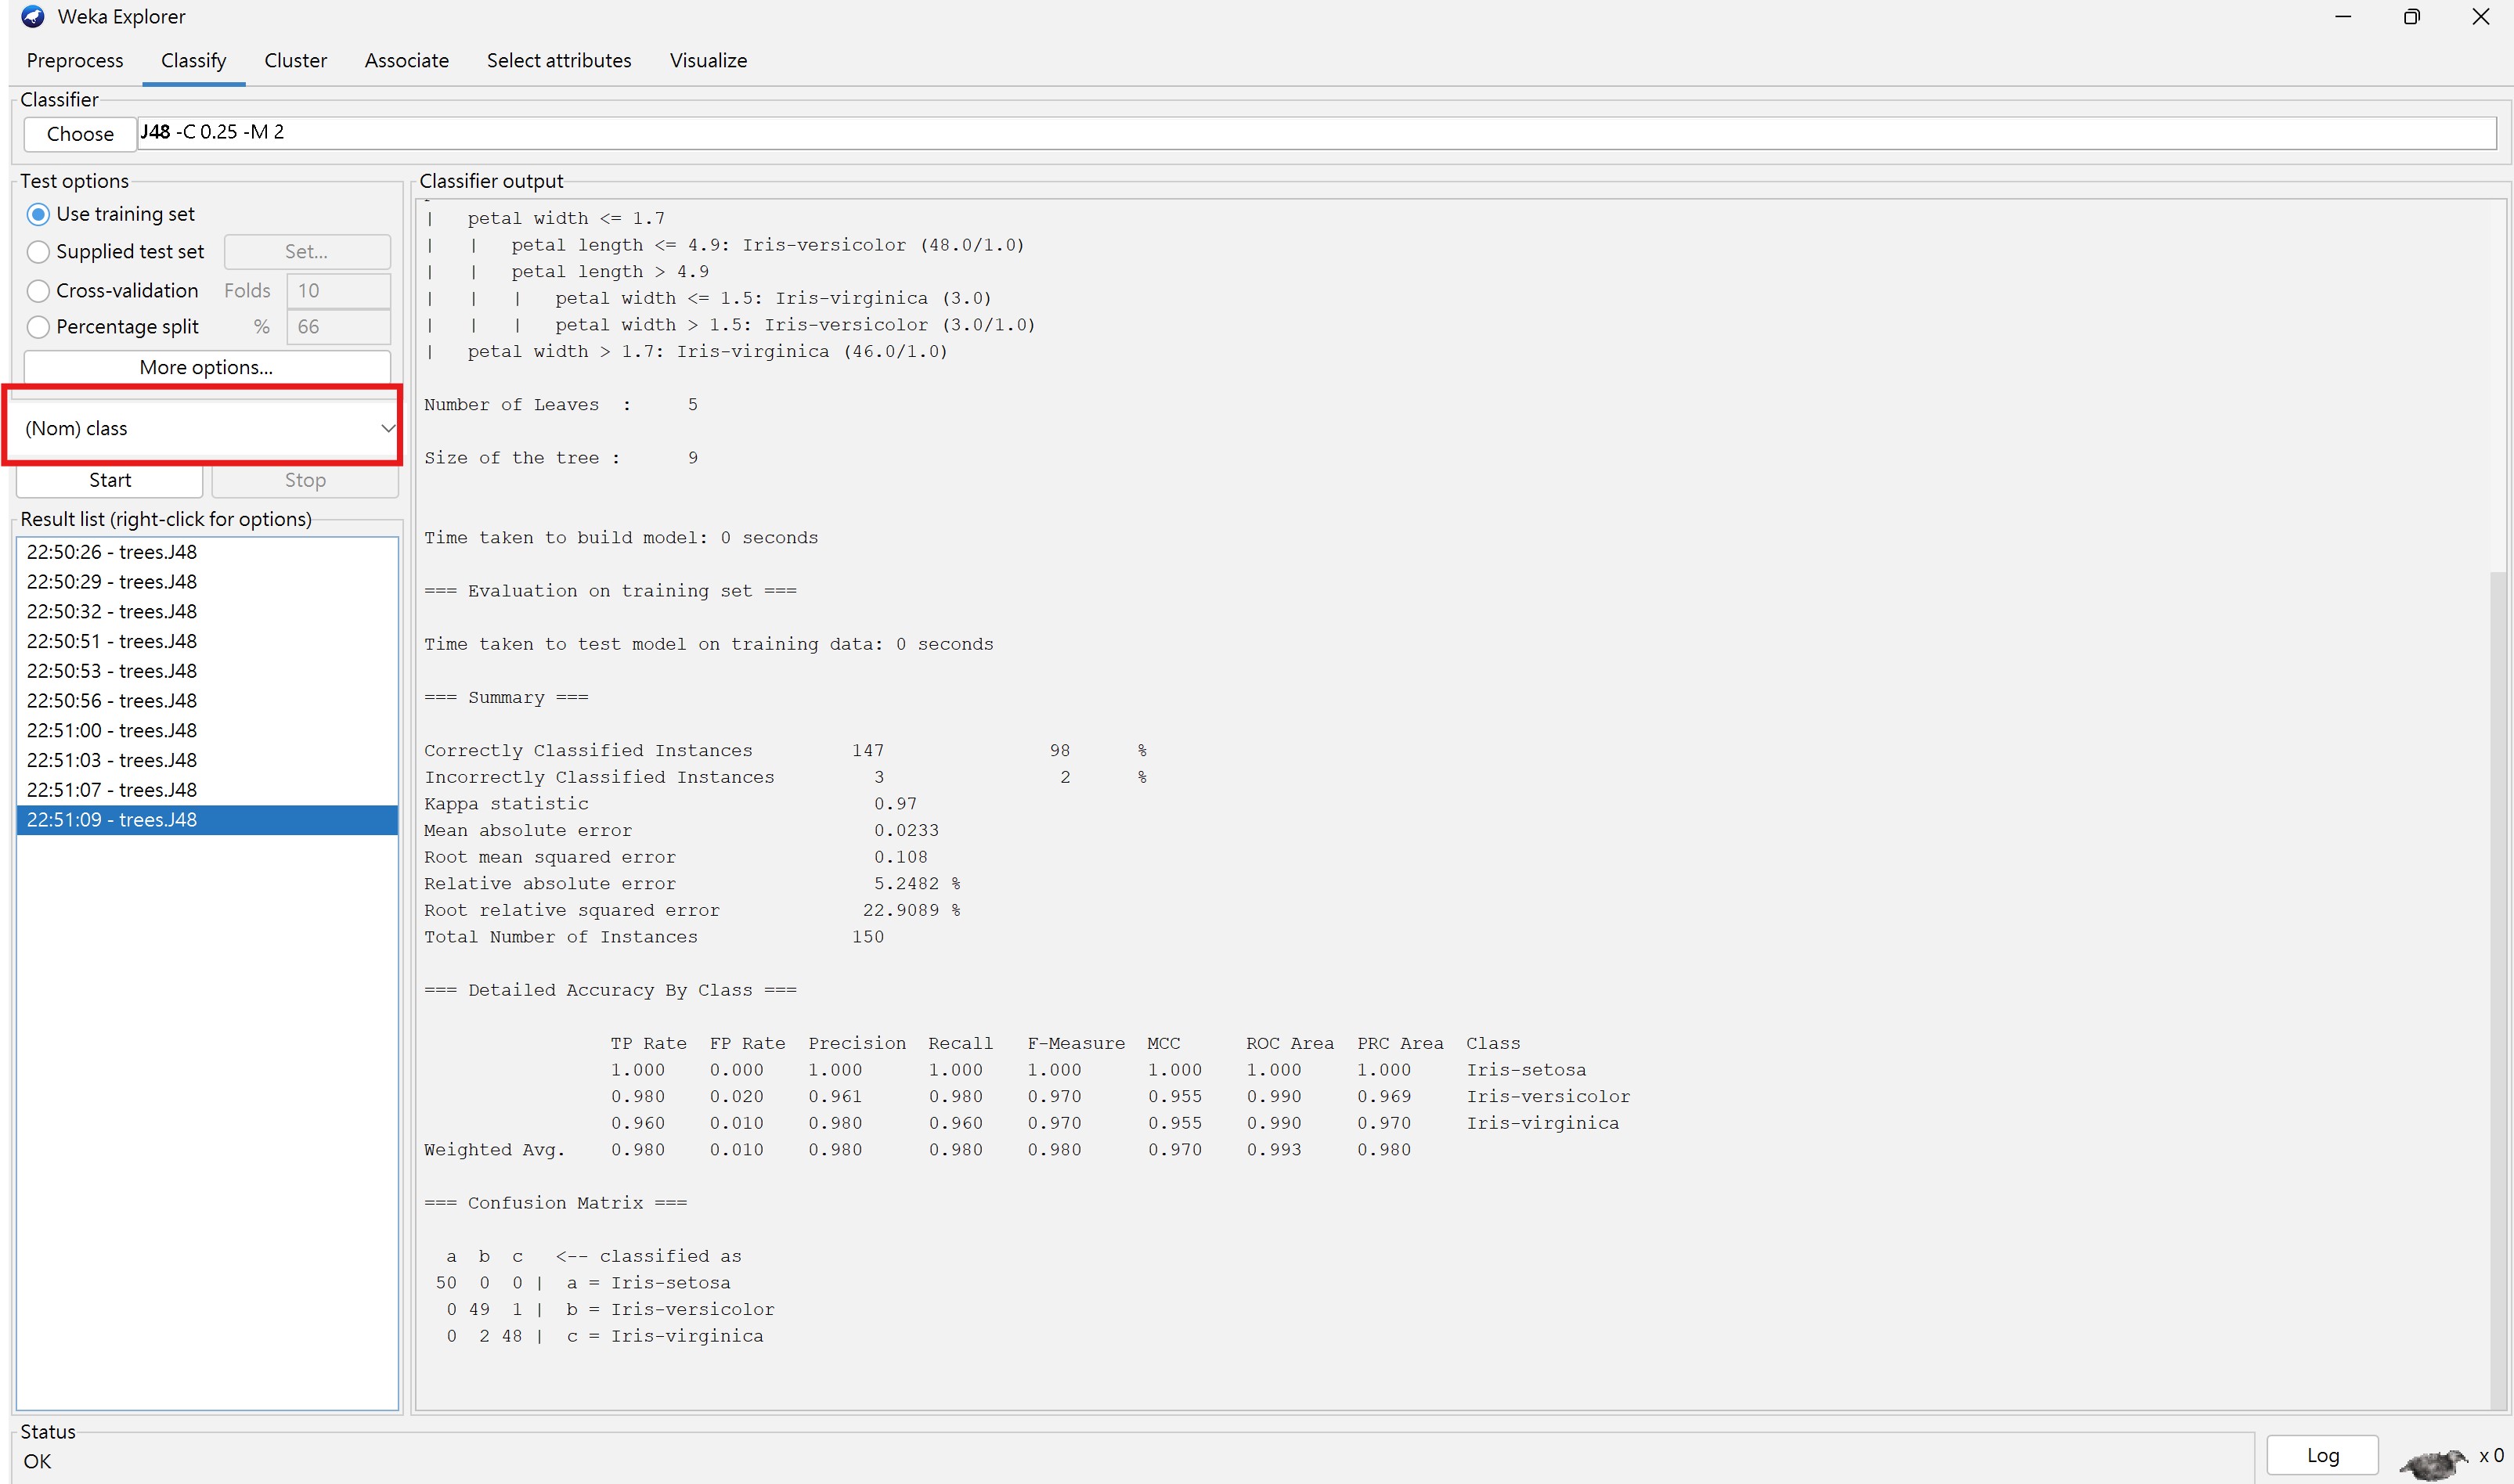 Weka Explorer
Preprocess Classify Cluster Associate Select attributes Visualize
Classifier
Choose J48 -C 0.25 -M 2
Test options
Use training set
Supplied test set Set...
Cross-validation Folds 10
Percentage split % 66
More options...
(Nom) class
Start Stop
Result list (right-click for options)
22:50:26 - trees.J48
22:50:29 - trees.J48
22:50:32 - trees.J48
22:50:51 - trees.J48
22:50:53 - trees.J48
22:50:56 - trees.J48
22:51:00 - trees.J48
22:51:03 - trees.J48
22:51:07 - trees.J48
22:51:09 - trees.J48
Classifier output
|   petal width <= 1.7
|   |   petal length <= 4.9: Iris-versicolor (48.0/1.0)
|   |   petal length > 4.9
|   |   |   petal width <= 1.5: Iris-virginica (3.0)
|   |   |   petal width > 1.5: Iris-versicolor (3.0/1.0)
|   petal width > 1.7: Iris-virginica (46.0/1.0)
Number of Leaves  :     5
Size of the tree :      9
Time taken to build model: 0 seconds
=== Evaluation on training set ===
Time taken to test model on training data: 0 seconds
=== Summary ===
Correctly Classified Instances         147               98      %
Incorrectly Classified Instances         3                2      %
Kappa statistic                          0.97
Mean absolute error                      0.0233
Root mean squared error                  0.108
Relative absolute error                  5.2482 %
Root relative squared error             22.9089 %
Total Number of Instances              150
=== Detailed Accuracy By Class ===
TP Rate  FP Rate  Precision  Recall   F-Measure  MCC      ROC Area  PRC Area  Class
1.000    0.000    1.000      1.000    1.000      1.000    1.000     1.000     Iris-setosa
0.980    0.020    0.961      0.980    0.970      0.955    0.990     0.969     Iris-versicolor
0.960    0.010    0.980      0.960    0.970      0.955    0.990     0.970     Iris-virginica
Weighted Avg.    0.980    0.010    0.980      0.980    0.980      0.970    0.993     0.980
=== Confusion Matrix ===
a  b  c   <-- classified as
50  0  0 |  a = Iris-setosa
0 49  1 |  b = Iris-versicolor
0  2 48 |  c = Iris-virginica
Status
OK
Log x 0